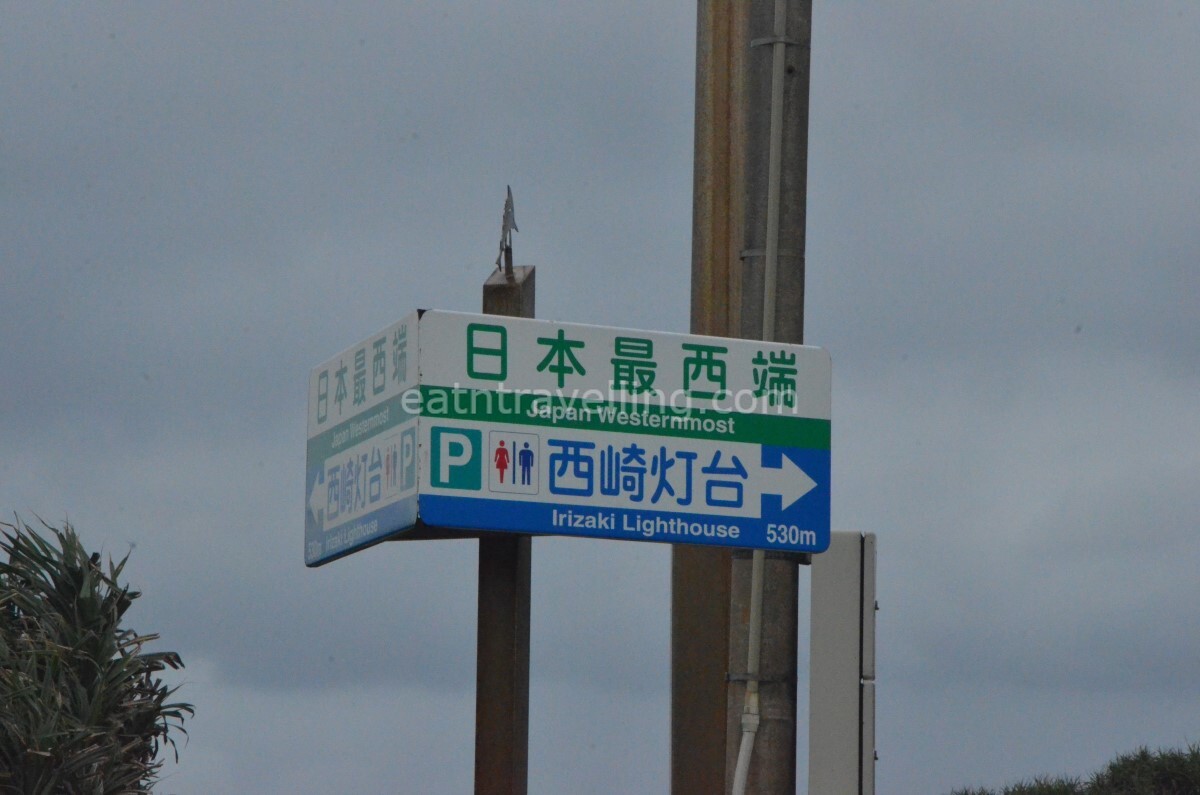 日本最西端
Japan Westernmost
西崎灯台
Irizaki Lighthouse
530m
日本最西端
Japan Westernmost
P
西崎灯台
Irizaki Lighthouse
530m
P
eatntravelling.com